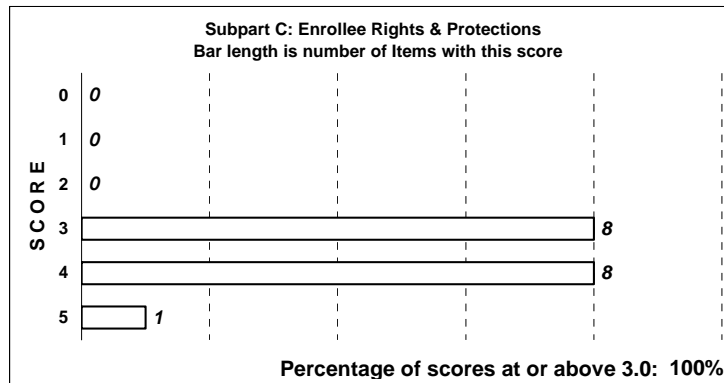 Subpart C: Enrollee Rights & Protections
Bar length is number of Items with this score
SCORE
0 0
1 0
2 0
3 8
4 8
5 1
Percentage of scores at or above 3.0: 100%